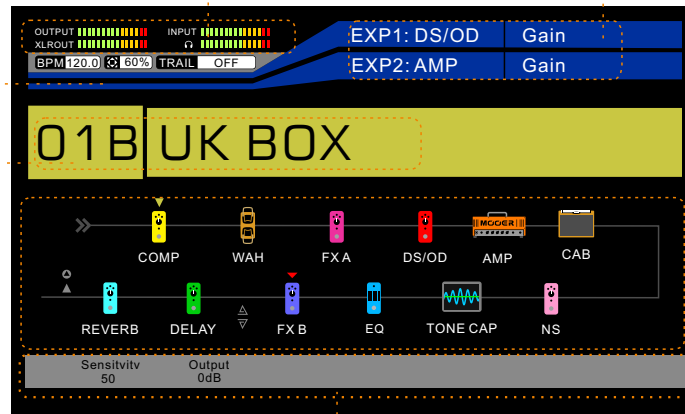 OUTPUT INPUT
XLROUT
BPM 120.0 60% TRAIL OFF
EXP1: DS/OD Gain
EXP2: AMP Gain
01B UK BOX
MOOER
COMP WAH FX A DS/OD AMP CAB
REVERB DELAY FX B EQ TONE CAP NS
Sensitvitv Output
50 0dB